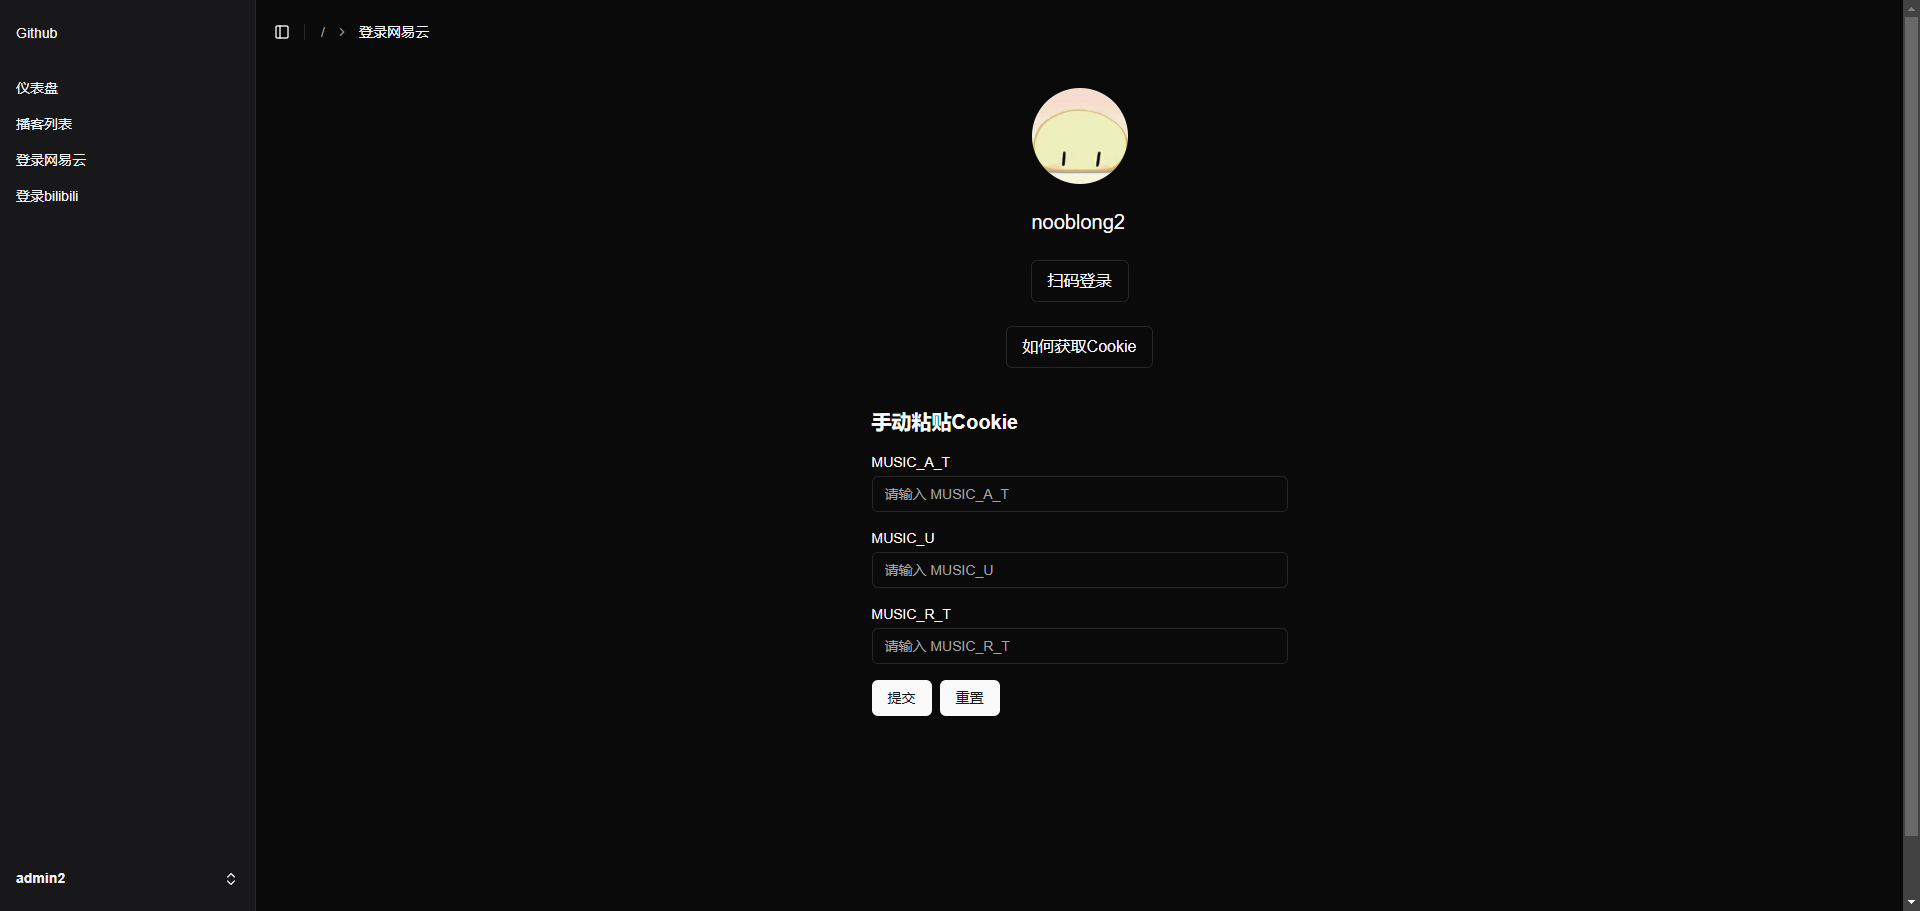 Github
仪表盘
播客列表
登录网易云
登录bilibili
admin2
/ > 登录网易云
nooblong2
扫码登录
如何获取Cookie
手动粘贴Cookie
MUSIC_A_T
请输入 MUSIC_A_T
MUSIC_U
请输入 MUSIC_U
MUSIC_R_T
请输入 MUSIC_R_T
提交 重置